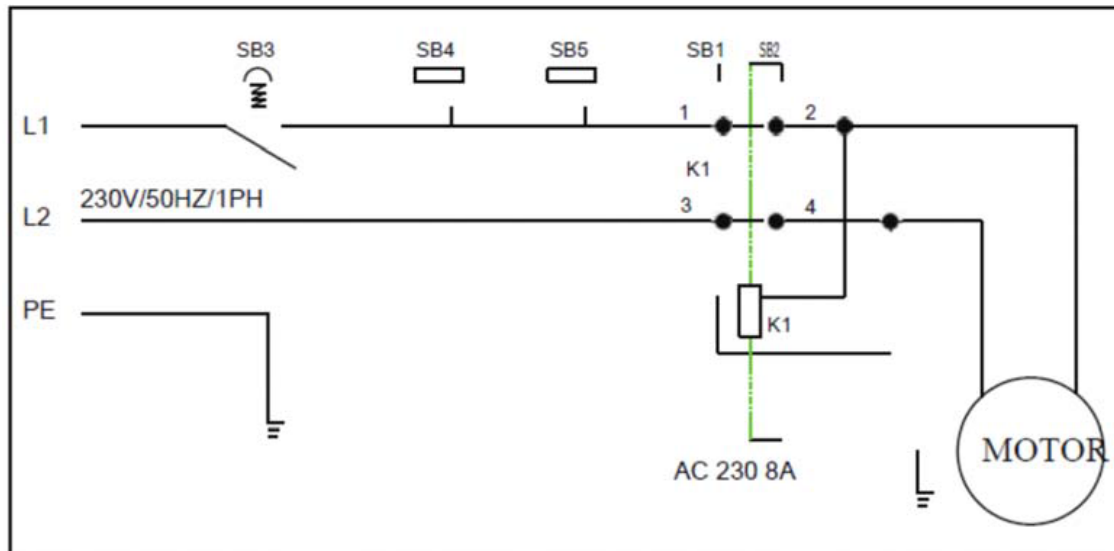 SB3 SB4 SB5 SB1 SB2
L1 1 2
K1
230V/50HZ/1PH
L2 3 4
PE
K1
MOTOR
AC 230 8A